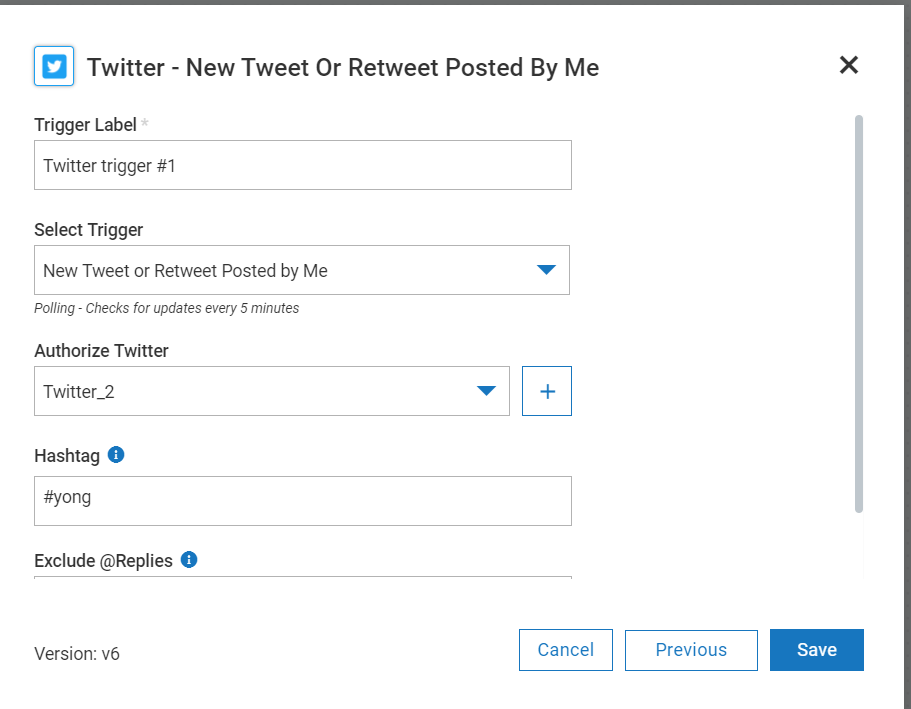 Twitter - New Tweet Or Retweet Posted By Me
Trigger Label *
Twitter trigger #1
Select Trigger
New Tweet or Retweet Posted by Me
Polling - Checks for updates every 5 minutes
Authorize Twitter
Twitter_2
+
Hashtag
#yong
Exclude @Replies
Version: v6
Cancel
Previous
Save